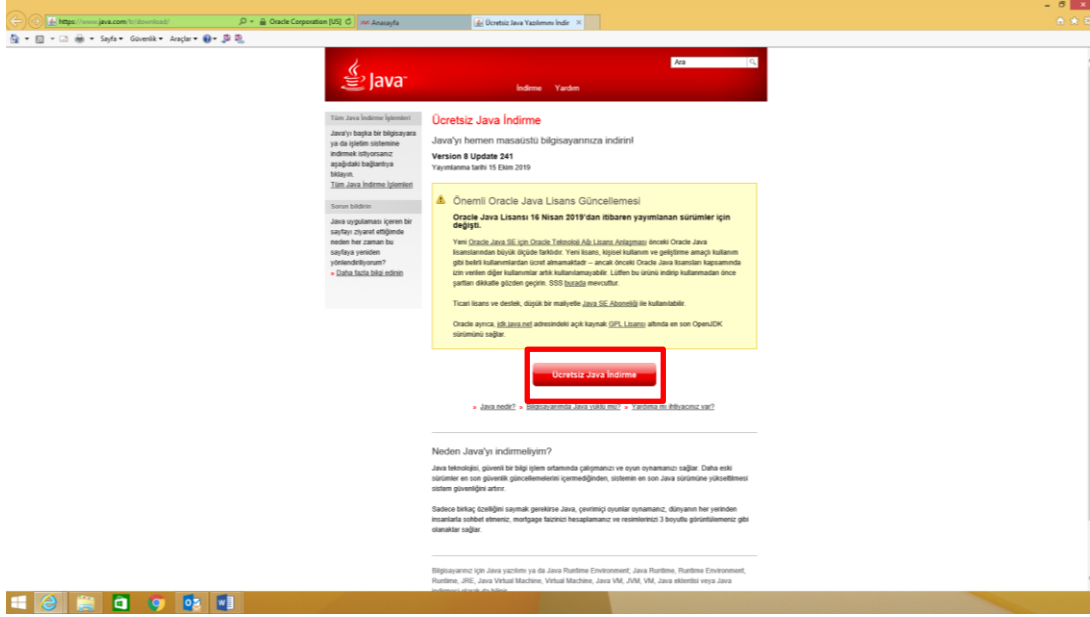 https://www.java.com/tr/download/
Oracle Corporation [US]
Anasayfa
Ücretsiz Java Yazılımını İndir
Sayfa
Güvenlik
Araçlar
Java
Ara
İndirme Yardım
Tüm Java İndirme İşlemleri
Java'yı başka bir bilgisayara
ya da işletim sistemine
indirmek istiyorsanız
aşağıdaki bağlantıya
tıklayın.
Tüm Java İndirme İşlemleri
Sorun bildirin
Java uygulaması içeren bir
sayfayı ziyaret ettiğimde
neden her zaman bu
sayfaya yeniden
yönlendiriliyorum?
» Daha fazla bilgi edinin
Ücretsiz Java İndirme
Java'yı hemen masaüstü bilgisayarınıza indirin!
Version 8 Update 241
Yayımlanma tarihi 15 Ekim 2019
Önemli Oracle Java Lisans Güncellemesi
Oracle Java Lisansı 16 Nisan 2019'dan itibaren yayımlanan sürümler için
değişti.
Yeni Oracle Java SE için Oracle Teknoloji Ağı Lisans Anlaşması önceki Oracle Java
lisanslarından büyük ölçüde farklıdır. Yeni lisans, kişisel kullanım ve geliştirme amaçlı kullanım
gibi belirli kullanımlardan ücret almamaktadır – ancak önceki Oracle Java lisansları kapsamında
izin verilen diğer kullanımlar artık kullanılamayabilir. Lütfen bu ürünü indirip kullanmadan önce
şartları dikkatle gözden geçirin. SSS burada mevcuttur.
Ticari lisans ve destek, düşük bir maliyetle Java SE Aboneliği ile kullanılabilir.
Oracle ayrıca, jdk.java.net adresindeki açık kaynak GPL Lisansı altında en son OpenJDK
sürümünü sağlar.
Ücretsiz Java İndirme
» Java nedir? » Bilgisayarımda Java yüklü mü? » Yardıma mı ihtiyacınız var?
Neden Java'yı indirmeliyim?
Java teknolojisi, güvenli bir bilgi işlem ortamında çalışmanızı ve oyun oynamanızı sağlar. Daha eski
sürümler en son güvenlik güncellemelerini içermediğinden, sistemin en son Java sürümüne yükseltilmesi
sistem güvenliğini artırır.
Sadece birkaç özelliğini saymak gerekirse Java, çevrimiçi oyunlar oynamanız, dünyanın her yerinden
insanlarla sohbet etmeniz, mortgage faizinizi hesaplamanız ve resimlerinizi 3 boyutlu görüntülemeniz gibi
olanaklar sağlar.
Bilgisayarınız için Java yazılımı ya da Java Runtime Environment, Java Runtime, Runtime Environment,
Runtime, JRE, Java Virtual Machine, Virtual Machine, Java VM, JVM, VM, Java eklentisi veya Java